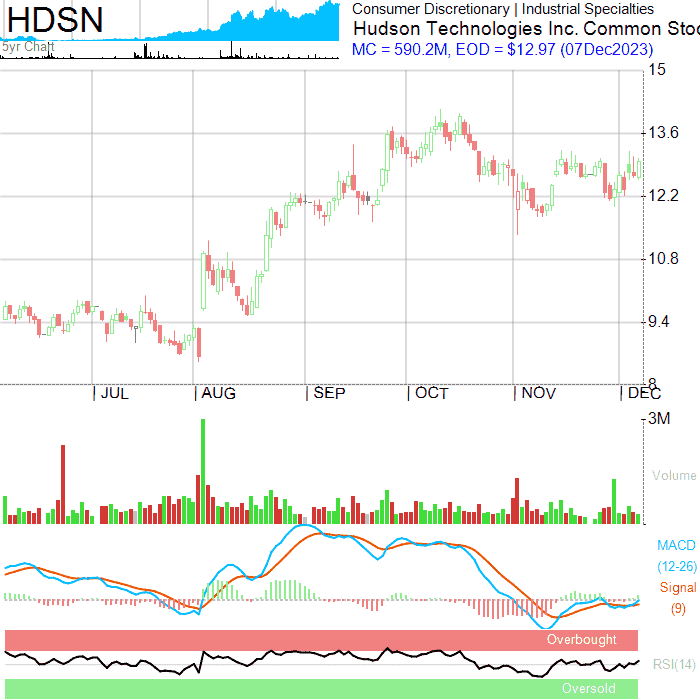 HDSN
5yr Chart
Consumer Discretionary | Industrial Specialties
Hudson Technologies Inc. Common Stoc
MC = 590.2M, EOD = $12.97 (07Dec2023)
15
13.6
12.2
10.8
9.4
8
JUL AUG SEP OCT NOV DEC
3M
Volume
MACD
(12-26)
Signal
(9)
Overbought
RSI(14)
Oversold